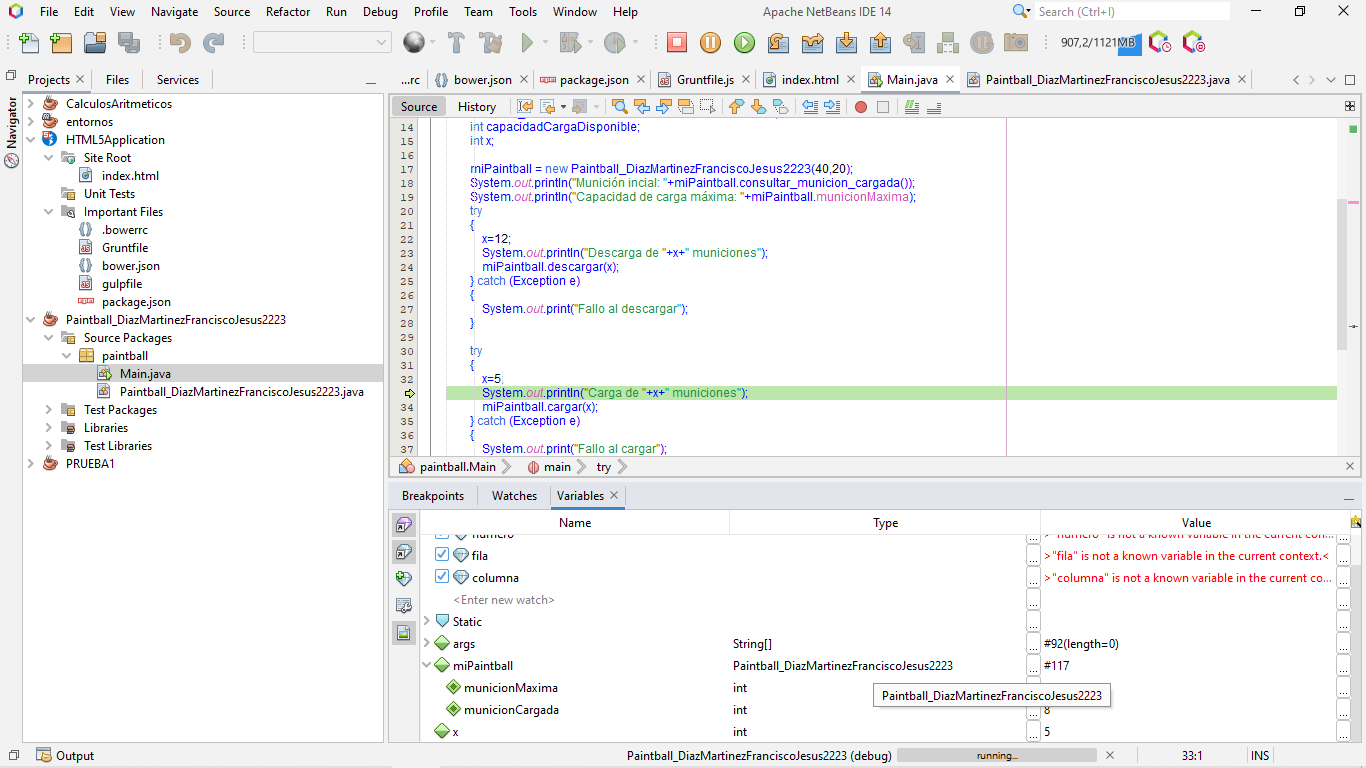 File Edit View Navigate Source Refactor Run Debug Profile Team Tools Window Help
Apache NetBeans IDE 14
Search (Ctrl+I)
907,2/1121MB
Projects
Files
Services
...rc
bower.json
package.json
Gruntfile.js
index.html
Main.java
Paintball_DiazMartinezFranciscoJesus2223.java
Navigator
CalculosAritmeticos
entornos
HTML5Application
Site Root
index.html
Unit Tests
Important Files
.bowerrc
Gruntfile
bower.json
gulpfile
package.json
Paintball_DiazMartinezFranciscoJesus2223
Source Packages
paintball
Main.java
Paintball_DiazMartinezFranciscoJesus2223.java
Test Packages
Libraries
Test Libraries
PRUEBA1
Source History
14 int capacidadCargaDisponible;
15 int x;
16
17 miPaintball = new Paintball_DiazMartinezFranciscoJesus2223(40,20);
18 System.out.println("Munición incial: "+miPaintball.consultar_municion_cargada());
19 System.out.println("Capacidad de carga máxima: "+miPaintball.municionMaxima);
20 try
21 {
22 x=12;
23 System.out.println("Descarga de "+x+" municiones");
24 miPaintball.descargar(x);
25 } catch (Exception e)
26 {
27 System.out.print("Fallo al descargar");
28 }
29
30 try
31 {
32 x=5;
System.out.println("Carga de "+x+" municiones");
34 miPaintball.cargar(x);
35 } catch (Exception e)
36 {
37 System.out.print("Fallo al cargar");
paintball.Main
main
try
Breakpoints
Watches
Variables
Name Type Value
numero >"numero" is not a known variable in the current con...
fila ... >"fila" is not a known variable in the current context.< ...
columna ... >"columna" is not a known variable in the current co... ...
<Enter new watch> ... ...
Static ... ...
args String[] ... #92(length=0) ...
miPaintball Paintball_DiazMartinezFranciscoJesus2223 ... #117 ...
municionMaxima int ...
Paintball_DiazMartinezFranciscoJesus2223
municionCargada int ... 8 ...
x int ... 5 ...
Output
Paintball_DiazMartinezFranciscoJesus2223 (debug)
running...
33:1
INS